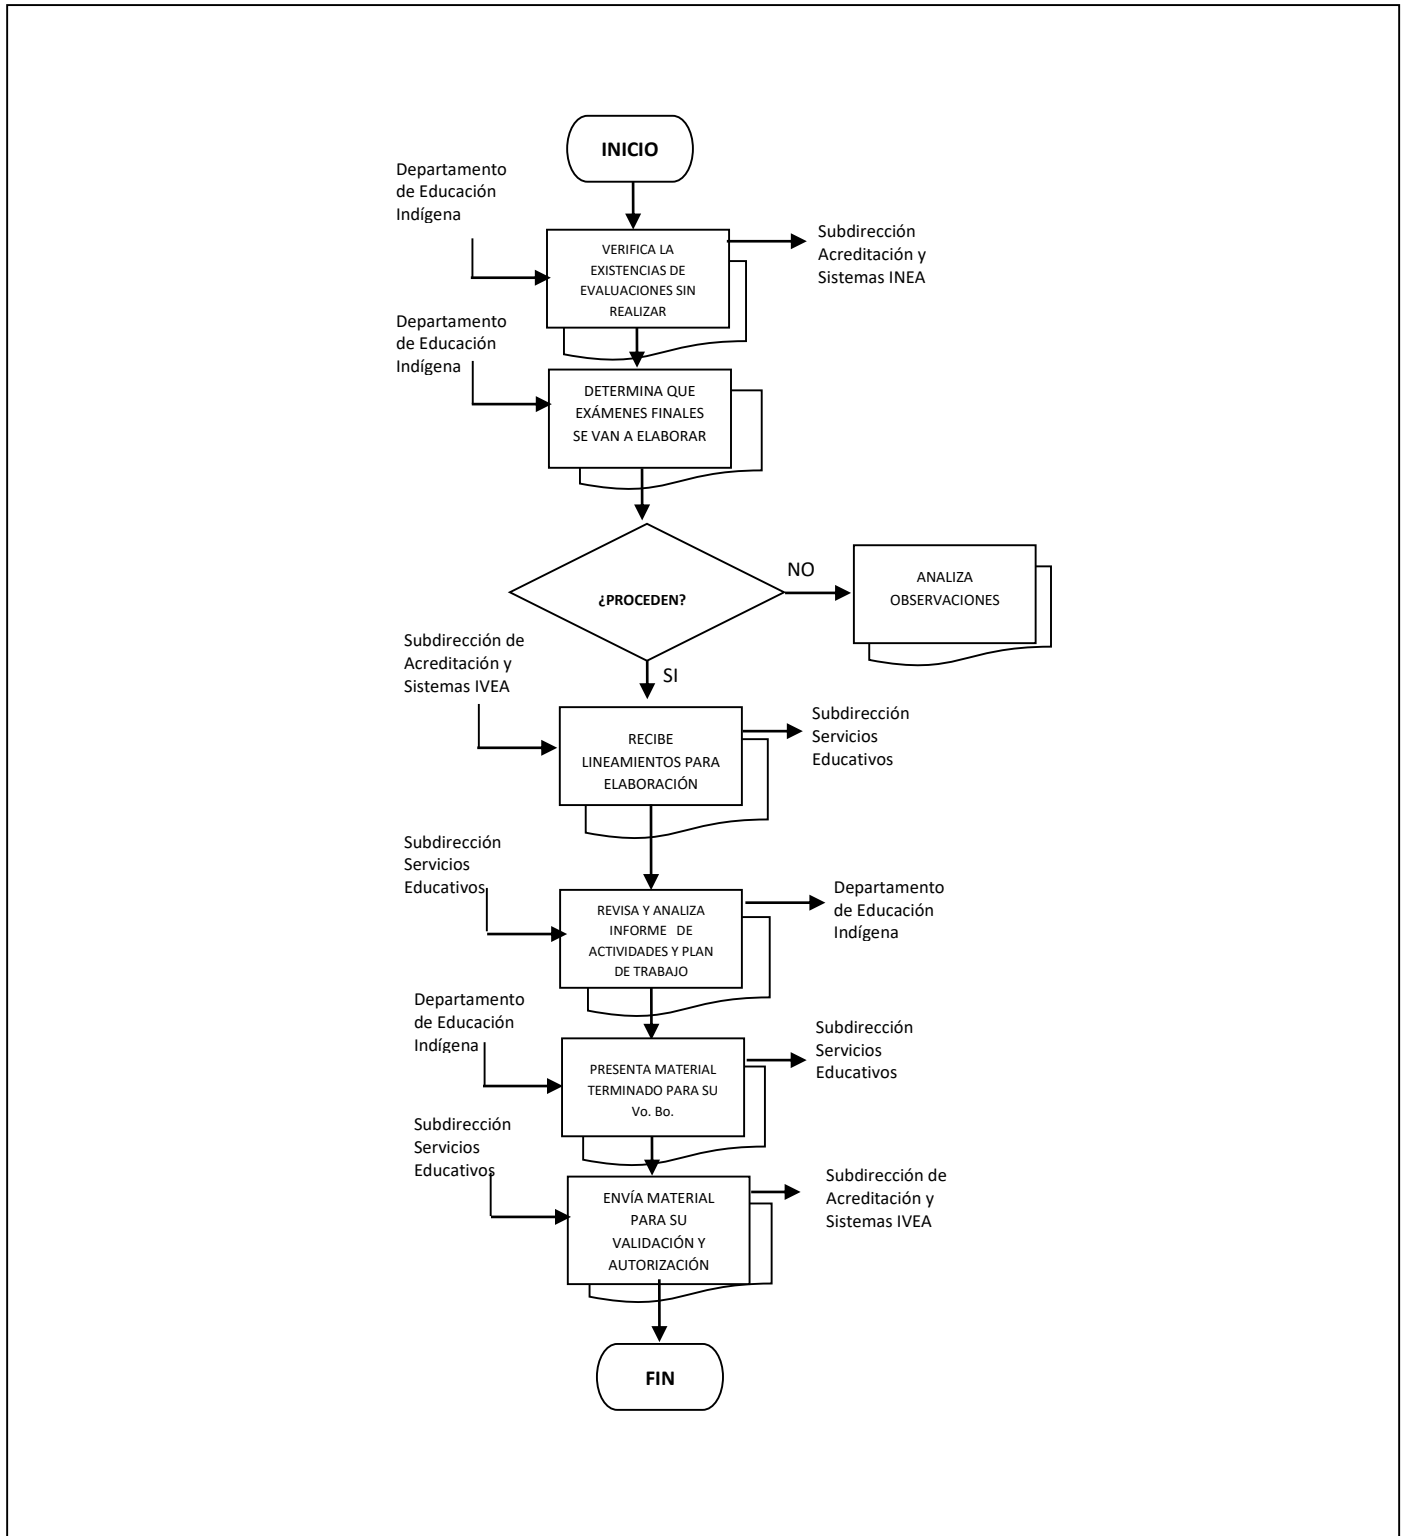 INICIO
Departamento
de Educación
Indígena
VERIFICA LA
EXISTENCIAS DE
EVALUACIONES SIN
REALIZAR
Subdirección
Acreditación y
Sistemas INEA
Departamento
de Educación
Indígena
DETERMINA QUE
EXÁMENES FINALES
SE VAN A ELABORAR
¿PROCEDEN?
NO
ANALIZA
OBSERVACIONES
SI
Subdirección de
Acreditación y
Sistemas IVEA
RECIBE
LINEAMIENTOS PARA
ELABORACIÓN
Subdirección
Servicios
Educativos
Subdirección
Servicios
Educativos
REVISA Y ANALIZA
INFORME DE
ACTIVIDADES Y PLAN
DE TRABAJO
Departamento
de Educación
Indígena
Departamento
de Educación
Indígena
PRESENTA MATERIAL
TERMINADO PARA SU
Vo. Bo.
Subdirección
Servicios
Educativos
Subdirección
Servicios
Educativos
ENVÍA MATERIAL
PARA SU
VALIDACIÓN Y
AUTORIZACIÓN
Subdirección de
Acreditación y
Sistemas IVEA
FIN